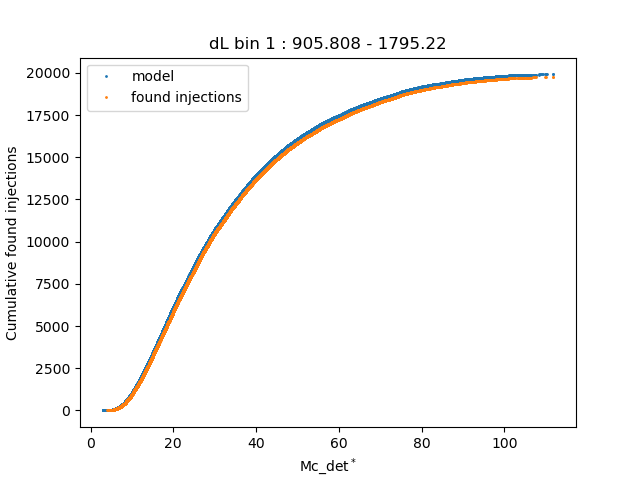 dL bin 1 : 905.808 - 1795.22
model
found injections
Cumulative found injections
20000
17500
15000
12500
10000
7500
5000
2500
0
0 20 40 60 80 100
Mc_det*